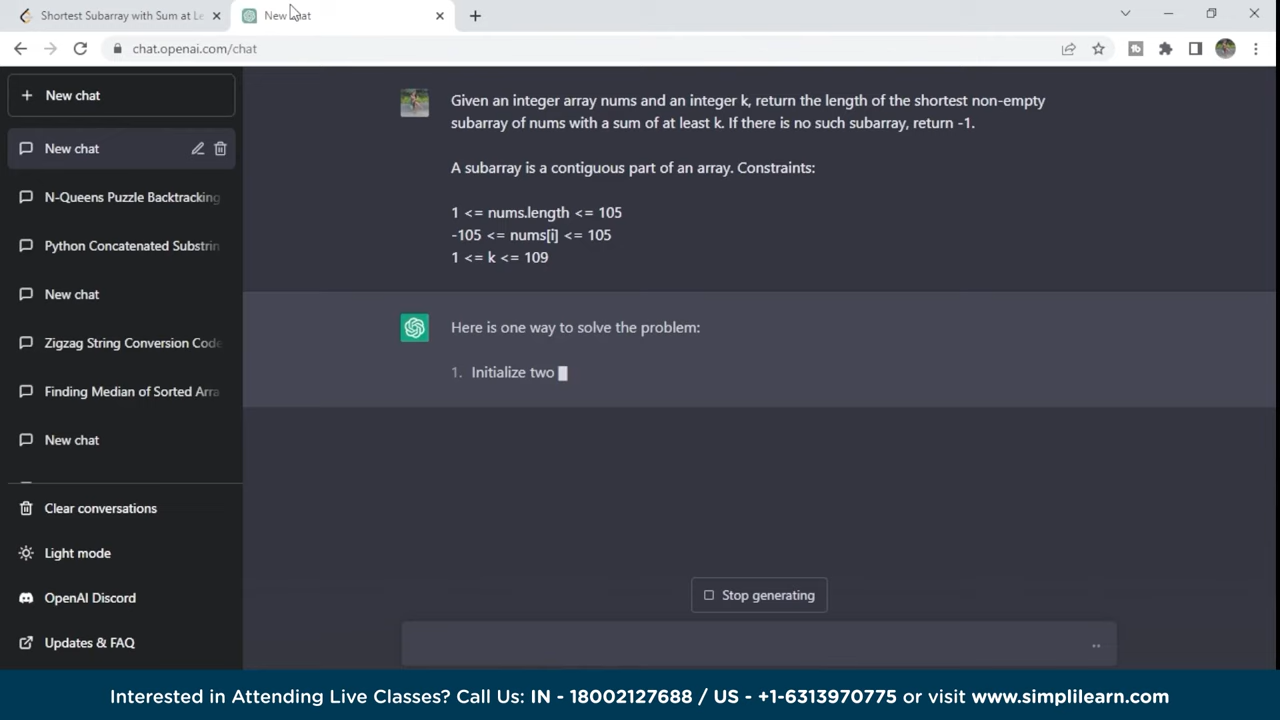 Shortest Subarray with Sum at Le
New chat
chat.openai.com/chat
New chat
New chat
N-Queens Puzzle Backtracking
Python Concatenated Substrin
New chat
Zigzag String Conversion Code
Finding Median of Sorted Arra
New chat
Clear conversations
Light mode
OpenAI Discord
Updates & FAQ
Given an integer array nums and an integer k, return the length of the shortest non-empty
subarray of nums with a sum of at least k. If there is no such subarray, return -1.
A subarray is a contiguous part of an array. Constraints:
1 <= nums.length <= 105
-105 <= nums[i] <= 105
1 <= k <= 109
Here is one way to solve the problem:
1. Initialize two
Stop generating
Interested in Attending Live Classes? Call Us: IN - 18002127688 / US - +1-6313970775 or visit www.simplilearn.com